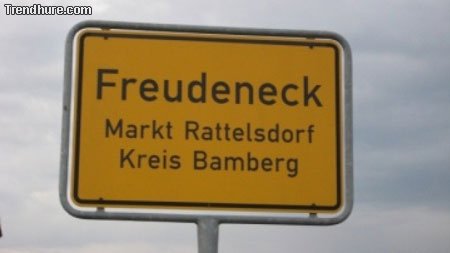 Trendhure.com
Freudeneck
Markt Rattelsdorf
Kreis Bamberg